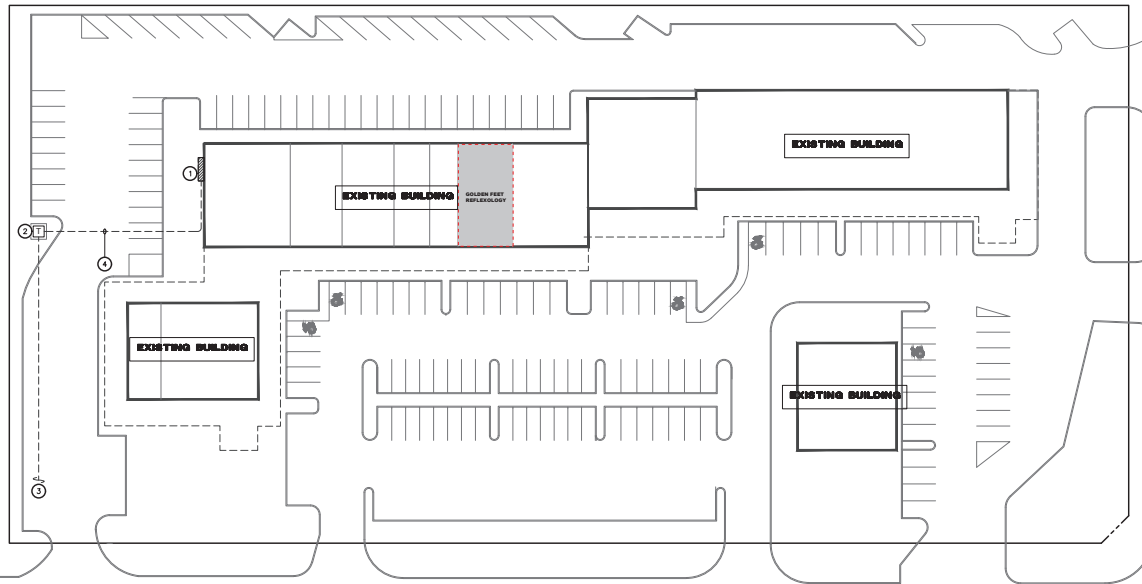 EXISTING BUILDING
1
EXISTING BUILDING
GOLDEN FEET
REFLEXOLOGY
2
T
4
3
EXISTING BUILDING
EXISTING BUILDING